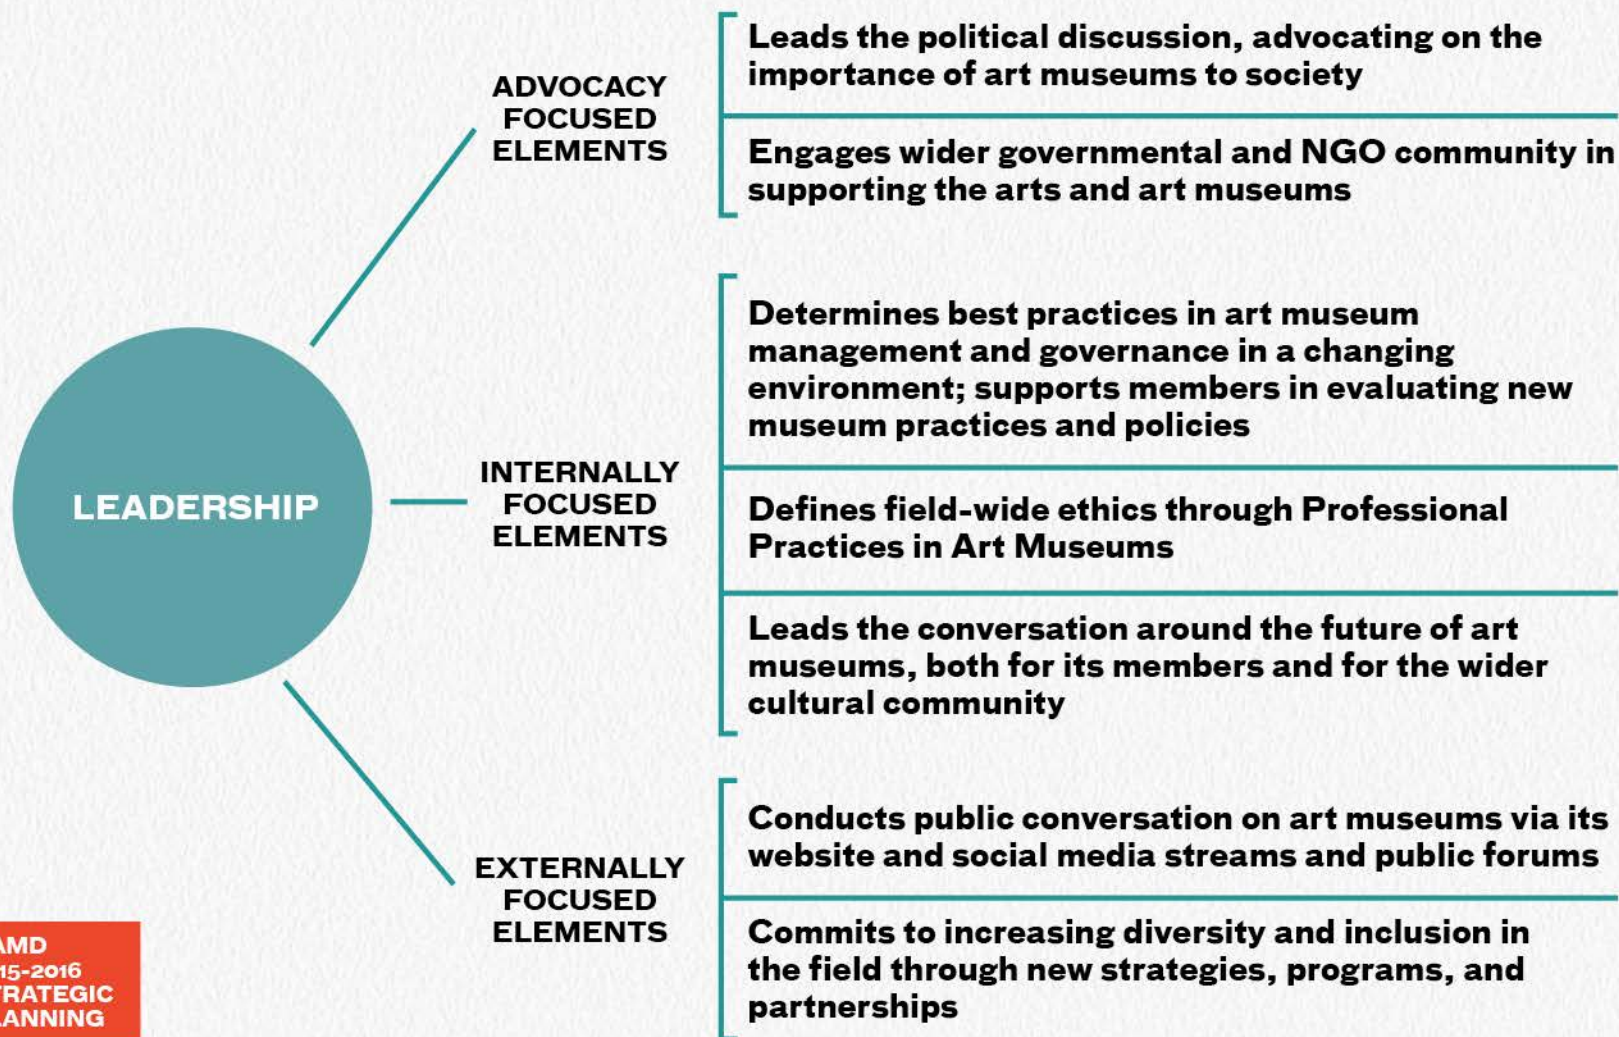 ADVOCACY
FOCUSED
ELEMENTS
Leads the political discussion, advocating on the
importance of art museums to society
Engages wider governmental and NGO community in
supporting the arts and art museums
LEADERSHIP
INTERNALLY
FOCUSED
ELEMENTS
Determines best practices in art museum
management and governance in a changing
environment; supports members in evaluating new
museum practices and policies
Defines field-wide ethics through Professional
Practices in Art Museums
Leads the conversation around the future of art
museums, both for its members and for the wider
cultural community
EXTERNALLY
FOCUSED
ELEMENTS
Conducts public conversation on art museums via its
website and social media streams and public forums
Commits to increasing diversity and inclusion in
the field through new strategies, programs, and
partnerships
AMD
15-2016
TRATEGIC
LANNING